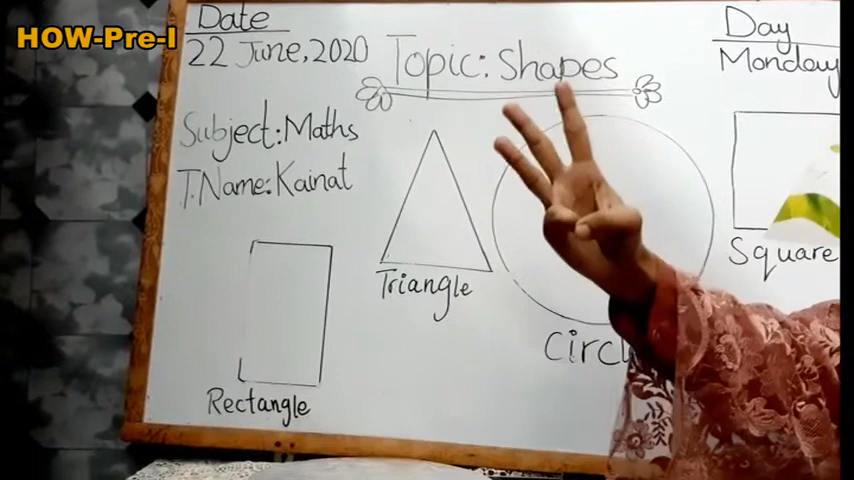 HOW-Pre-I
Date
22 June, 2020
Topic: Shapes
Day
Monday
Subject: Maths
T.Name: Kainat
Triangle
Square
Rectangle